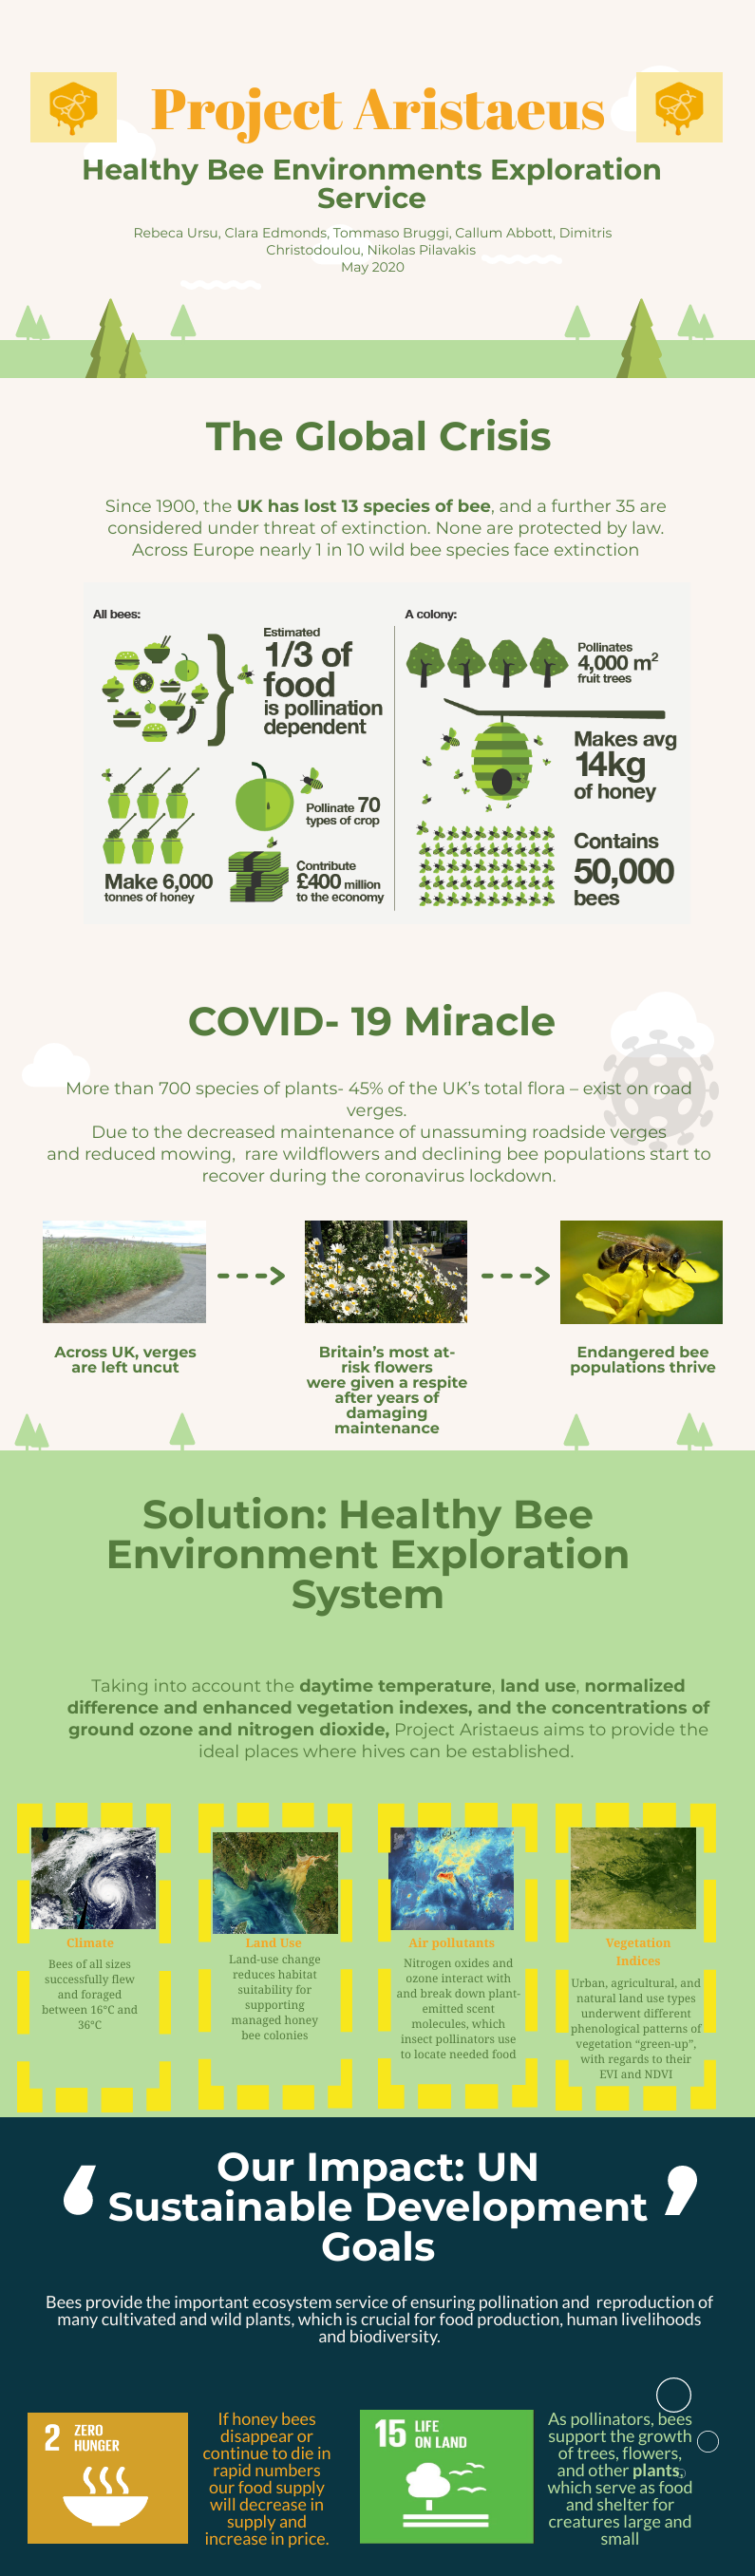 Project Aristaeus
Healthy Bee Environments Exploration
Service
Rebeca Ursu, Clara Edmonds, Tommaso Bruggi, Callum Abbott, Dimitris
Christodoulou, Nikolas Pilavakis
May 2020
The Global Crisis
Since 1900, the UK has lost 13 species of bee, and a further 35 are
considered under threat of extinction. None are protected by law.
Across Europe nearly 1 in 10 wild bee species face extinction
All bees:
Estimated
1/3 of
food
is pollination
dependent
Pollinate 70
types of crop
Make 6,000
tonnes of honey
Contribute
£400 million
to the economy
A colony:
Pollinates
4,000 m²
fruit trees
Makes avg
14kg
of honey
Contains
50,000
bees
COVID- 19 Miracle
More than 700 species of plants- 45% of the UK's total flora – exist on road
verges.
Due to the decreased maintenance of unassuming roadside verges
and reduced mowing, rare wildflowers and declining bee populations start to
recover during the coronavirus lockdown.
Across UK, verges
are left uncut
Britain's most at-
risk flowers
were given a respite
after years of
damaging
maintenance
Endangered bee
populations thrive
Solution: Healthy Bee
Environment Exploration
System
Taking into account the daytime temperature, land use, normalized
difference and enhanced vegetation indexes, and the concentrations of
ground ozone and nitrogen dioxide, Project Aristaeus aims to provide the
ideal places where hives can be established.
Climate
Bees of all sizes
successfully flew
and foraged
between 16°C and
36°C
Land Use
Land-use change
reduces habitat
suitability for
supporting
managed honey
bee colonies
Air pollutants
Nitrogen oxides and
ozone interact with
and break down plant-
emitted scent
molecules, which
insect pollinators use
to locate needed food
Vegetation
Indices
Urban, agricultural, and
natural land use types
underwent different
phenological patterns of
vegetation “green-up”,
with regards to their
EVI and NDVI
Our Impact: UN
Sustainable Development
Goals
Bees provide the important ecosystem service of ensuring pollination and reproduction of
many cultivated and wild plants, which is crucial for food production, human livelihoods
and biodiversity.
2 ZERO
HUNGER
If honey bees
disappear or
continue to die in
rapid numbers
our food supply
will decrease in
supply and
increase in price.
15 LIFE
ON LAND
As pollinators, bees
support the growth
of trees, flowers,
and other plants,
which serve as food
and shelter for
creatures large and
small